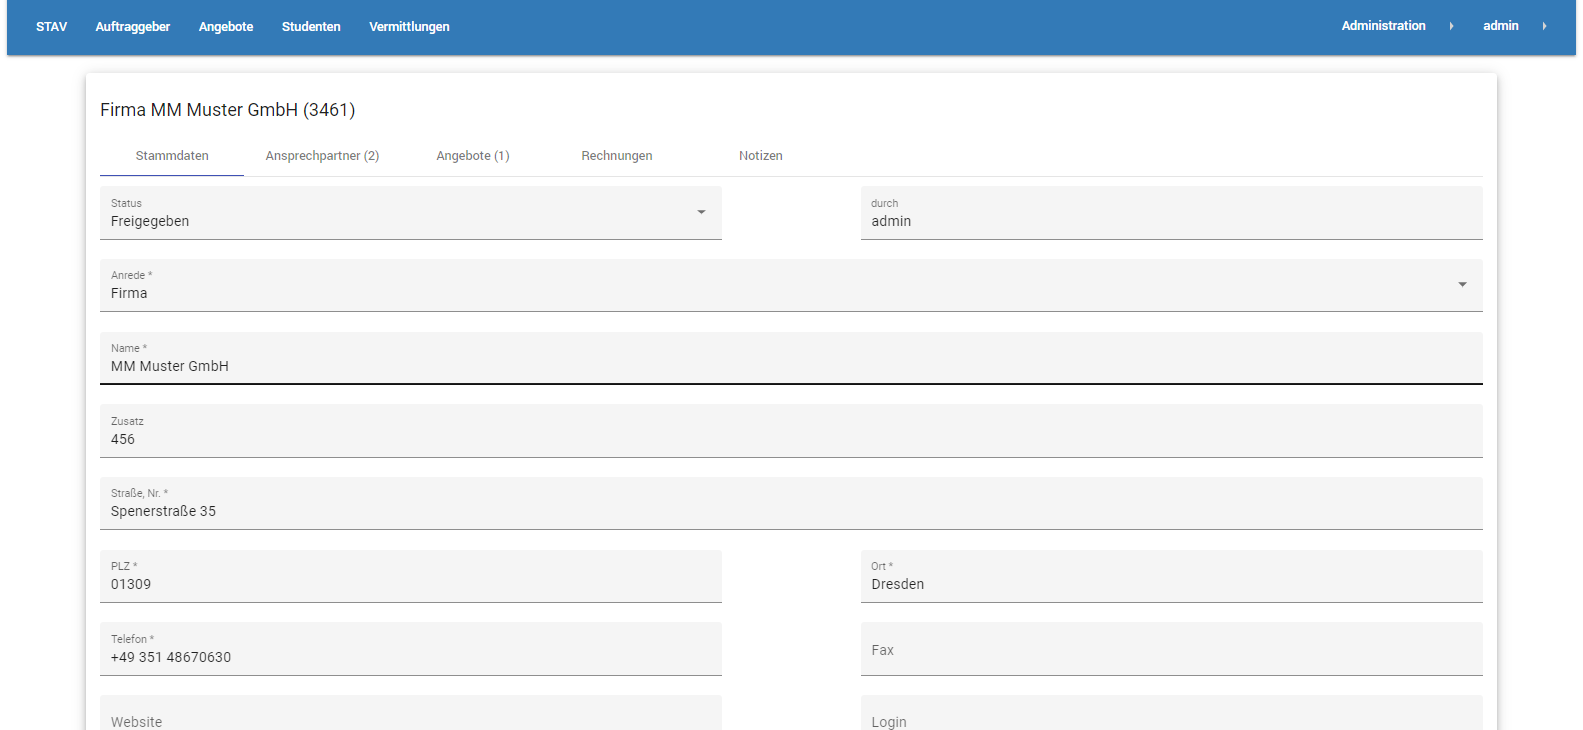 STAV Auftraggeber Angebote Studenten Vermittlungen Administration admin
Firma MM Muster GmbH (3461)
Stammdaten Ansprechpartner (2) Angebote (1) Rechnungen Notizen
Status
Freigegeben
durch
admin
Anrede *
Firma
Name *
MM Muster GmbH
Zusatz
456
Straße, Nr. *
Spenerstraße 35
PLZ *
01309
Ort *
Dresden
Telefon *
+49 351 48670630
Fax
Website
Login